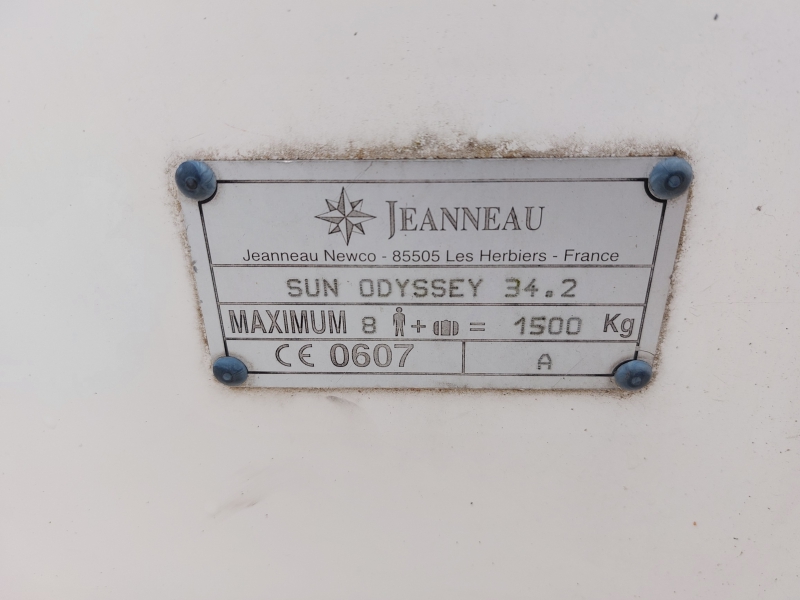 JEANNEAU
Jeanneau Newco - 85505 Les Herbiers - France
SUN ODYSSEY 34.2
MAXIMUM 8 + = 1500 Kg
CE 0607
A